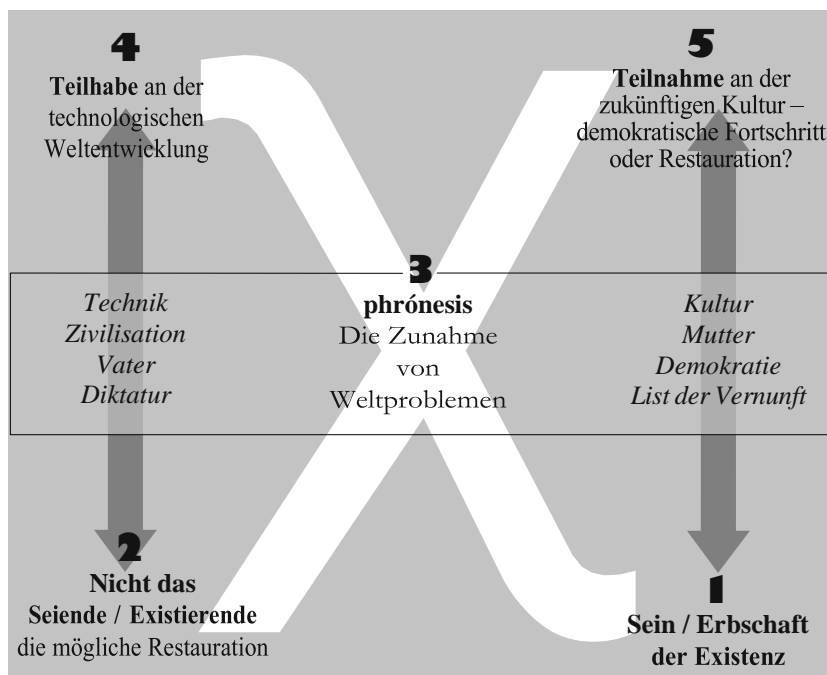 4
Teilhabe an der
technologischen
Weltentwicklung
5
Teilnahme an der
zukünftigen Kultur –
demokratische Fortschritt
oder Restauration?
Technik
Zivilisation
Vater
Diktatur
3
phrónesis
Die Zunahme
von
Weltproblemen
Kultur
Mutter
Demokratie
List der Vernunft
2
Nicht das
Seiende / Existierende
die mögliche Restauration
1
Sein / Erbschaft
der Existenz